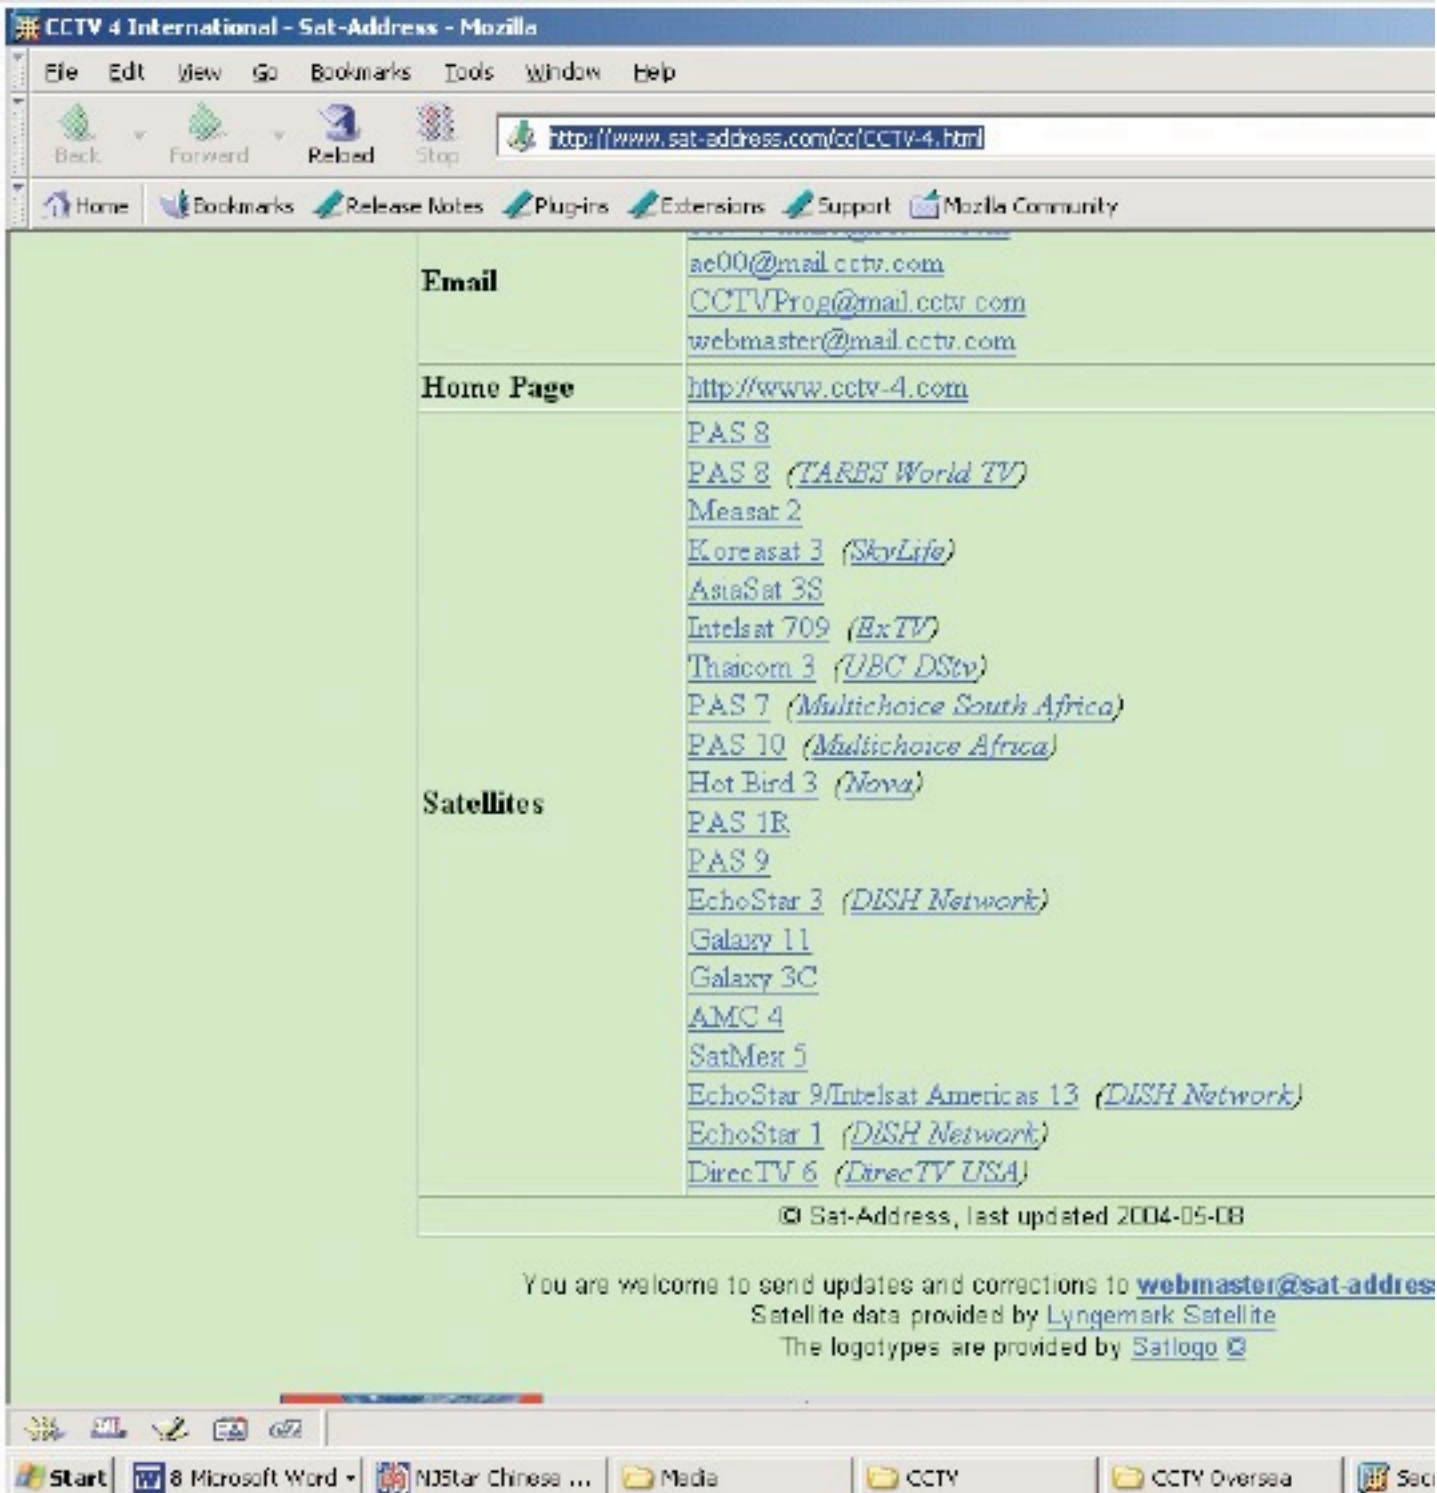 CCTV 4 International - Sat-Address - Mozilla
File Edit View Go Bookmarks Tools Window Help
Back Forward Reload Stop http://www.sat-address.com/cc/CCTV-4.html
Home Bookmarks Release Notes Plug-ins Extensions Support Mozilla Community
Email
ae00@mail.cctv.com
CCTVProg@mail.cctv.com
webmaster@mail.cctv.com
Home Page http://www.cctv-4.com
Satellites
PAS 8
PAS 8 (TARBS World TV)
Measat 2
Koreasat 3 (SkyLife)
AsiaSat 3S
Intelsat 709 (ExTV)
Thaicom 3 (UBC DStv)
PAS 7 (Multichoice South Africa)
PAS 10 (Multichoice Africa)
Hot Bird 3 (Nova)
PAS 1R
PAS 9
EchoStar 3 (DISH Network)
Galaxy 11
Galaxy 3C
AMC 4
SatMex 5
EchoStar 9/Intelsat Americas 13 (DISH Network)
EchoStar 1 (DISH Network)
DirecTV 6 (DirecTV USA)
© Sat-Address, last updated 2004-05-08
You are welcome to send updates and corrections to webmaster@sat-address
Satellite data provided by Lyngemark Satellite
The logotypes are provided by Satlogo ©
Start 8 Microsoft Word NJStar Chinese ... Media CCTV CCTV Oversea